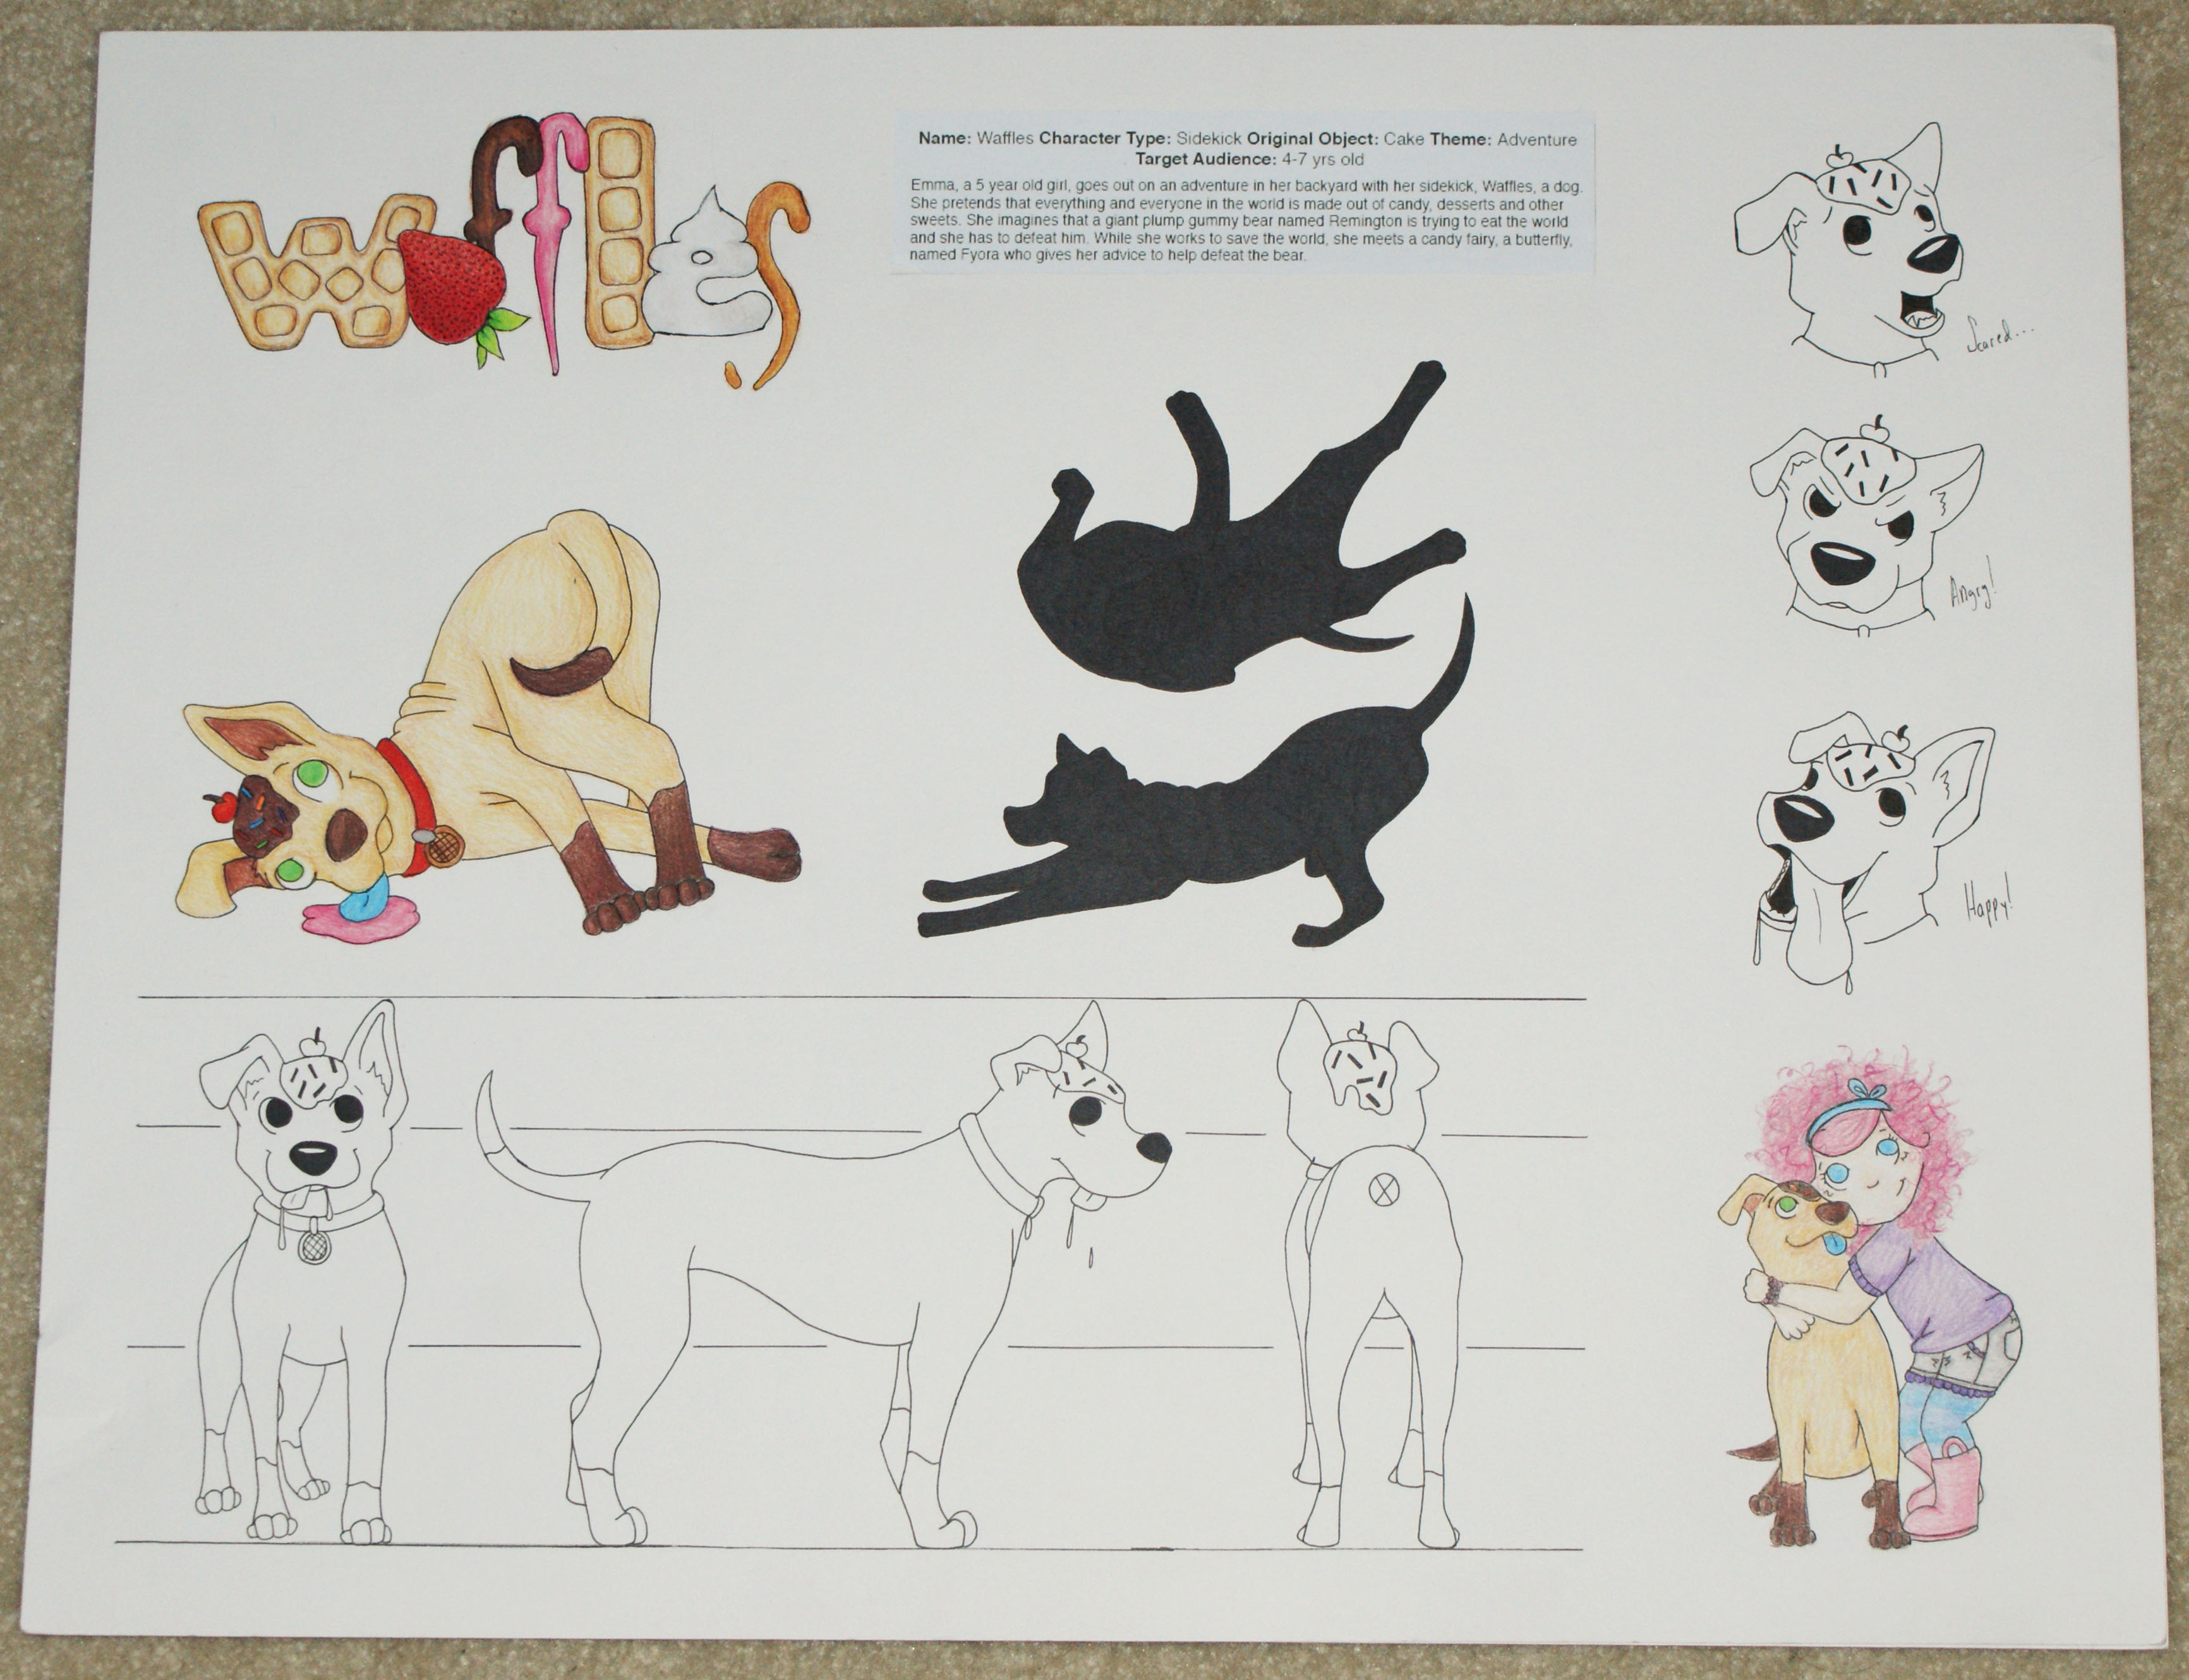 waffles
Name: Waffles Character Type: Sidekick Original Object: Cake Theme: Adventure
Target Audience: 4-7 yrs old
Emma, a 5 year old girl, goes out on an adventure in her backyard with her sidekick, Waffles, a dog.
She pretends that everything and everyone in the world is made out of candy, desserts and other
sweets. She imagines that a giant plump gummy bear named Remington is trying to eat the world
and she has to defeat him. While she works to save the world, she meets a candy fairy, a butterfly,
named Fyora who gives her advice to help defeat the bear.
Scared...
Angry!
Happy!